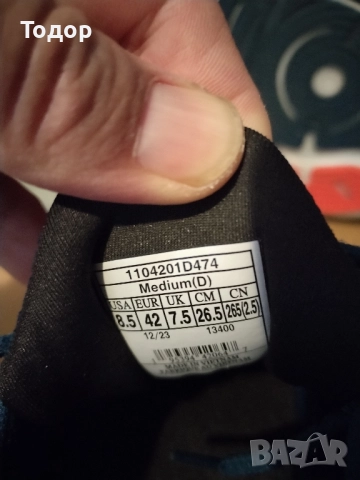 Тодор
1104201D474
Medium(D)
USA EUR UK CM CN
8.5 42 7.5 26.5 265(2.5)
12/23 13400
BAZAR